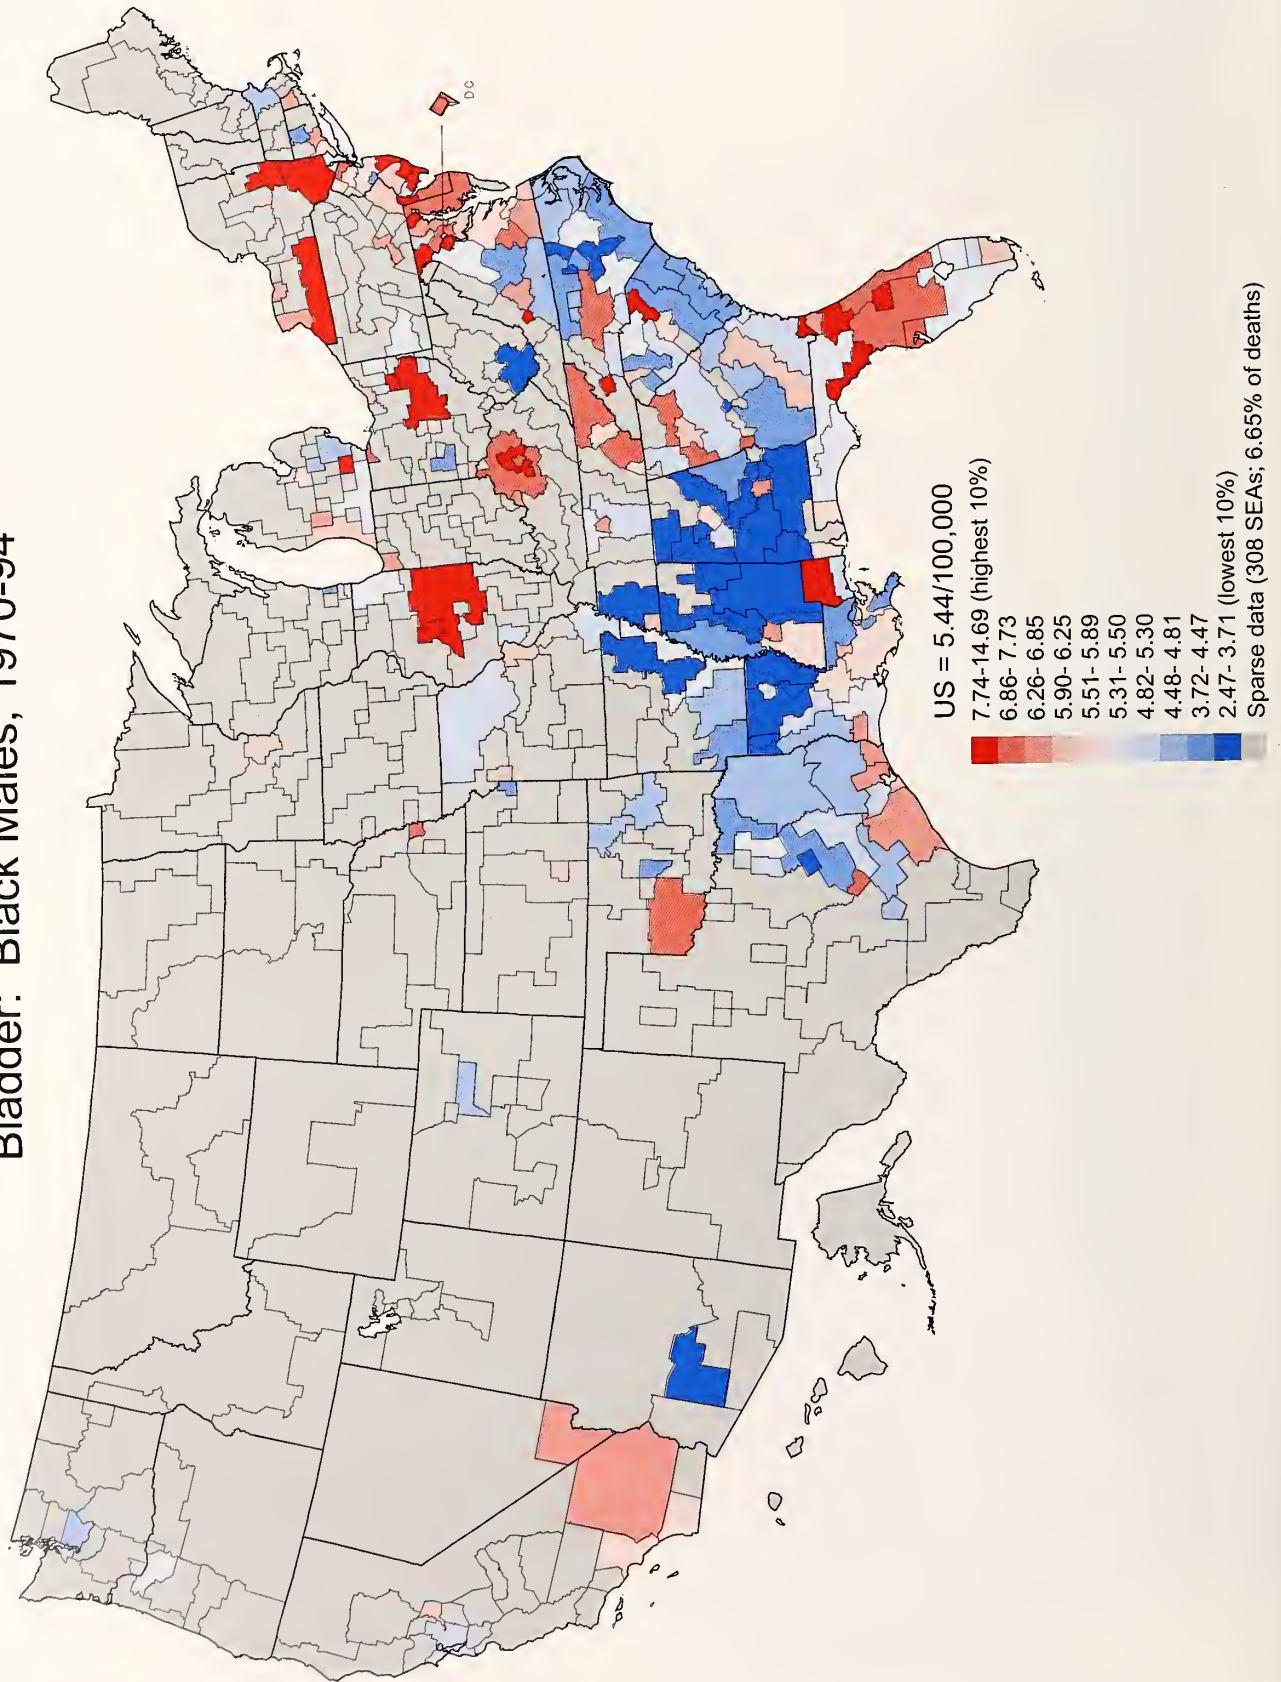 Bladder: Black Males, 1970-94
DC
US = 5.44/100,000
7.74-14.69 (highest 10%)
6.86- 7.73
6.26- 6.85
5.90- 6.25
5.51- 5.89
5.31- 5.50
4.82- 5.30
4.48- 4.81
3.72- 4.47
2.47- 3.71 (lowest 10%)
Sparse data (308 SEAs; 6.65% of deaths)